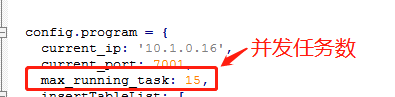 config.program = {
current_ip: '10.1.0.16',
current_port: 7001,
max_running_task: 15, 并发任务数
insertTableList: {